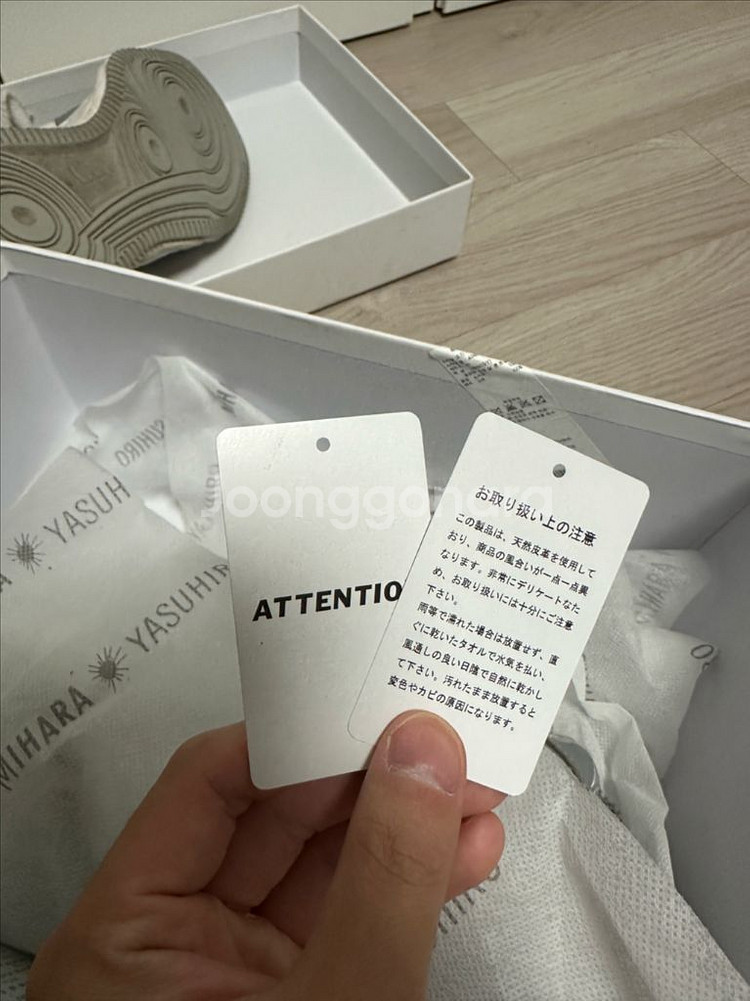 YASUHIRO
YASUH
A YASUHIR
MIHARA
joonggonara
ATTENTIO
お取り扱い上の注意
この製品は、天然皮革を使用して
おり、商品の風合いが一点一点異
なります。非常にデリケートなた
め、お取り扱いには十分にご注意
下さい。
雨等で濡れた場合は放置せず、直
ぐに乾いたタオルで水気を払い、
風通しの良い日陰で自然に乾かし
て下さい。汚れたまま放置すると
変色やカビの原因になります。